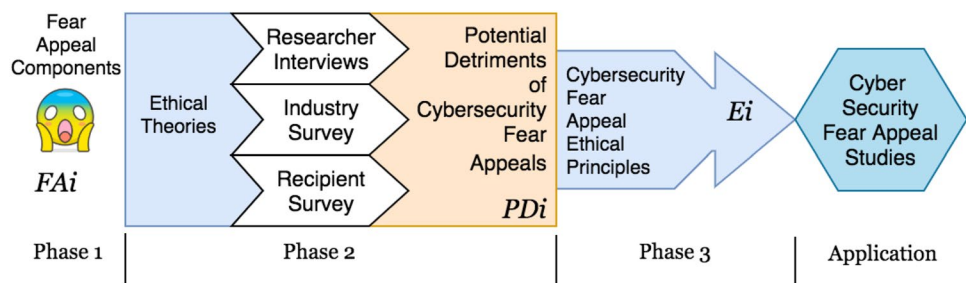 Fear
Appeal
Components
FAi
Ethical
Theories
Researcher
Interviews
Industry
Survey
Recipient
Survey
Potential
Detriments
of
Cybersecurity
Fear
Appeals
PDi
Cybersecurity
Fear
Appeal
Ethical
Principles
Ei
Cyber
Security
Fear Appeal
Studies
Phase 1
Phase 2
Phase 3
Application